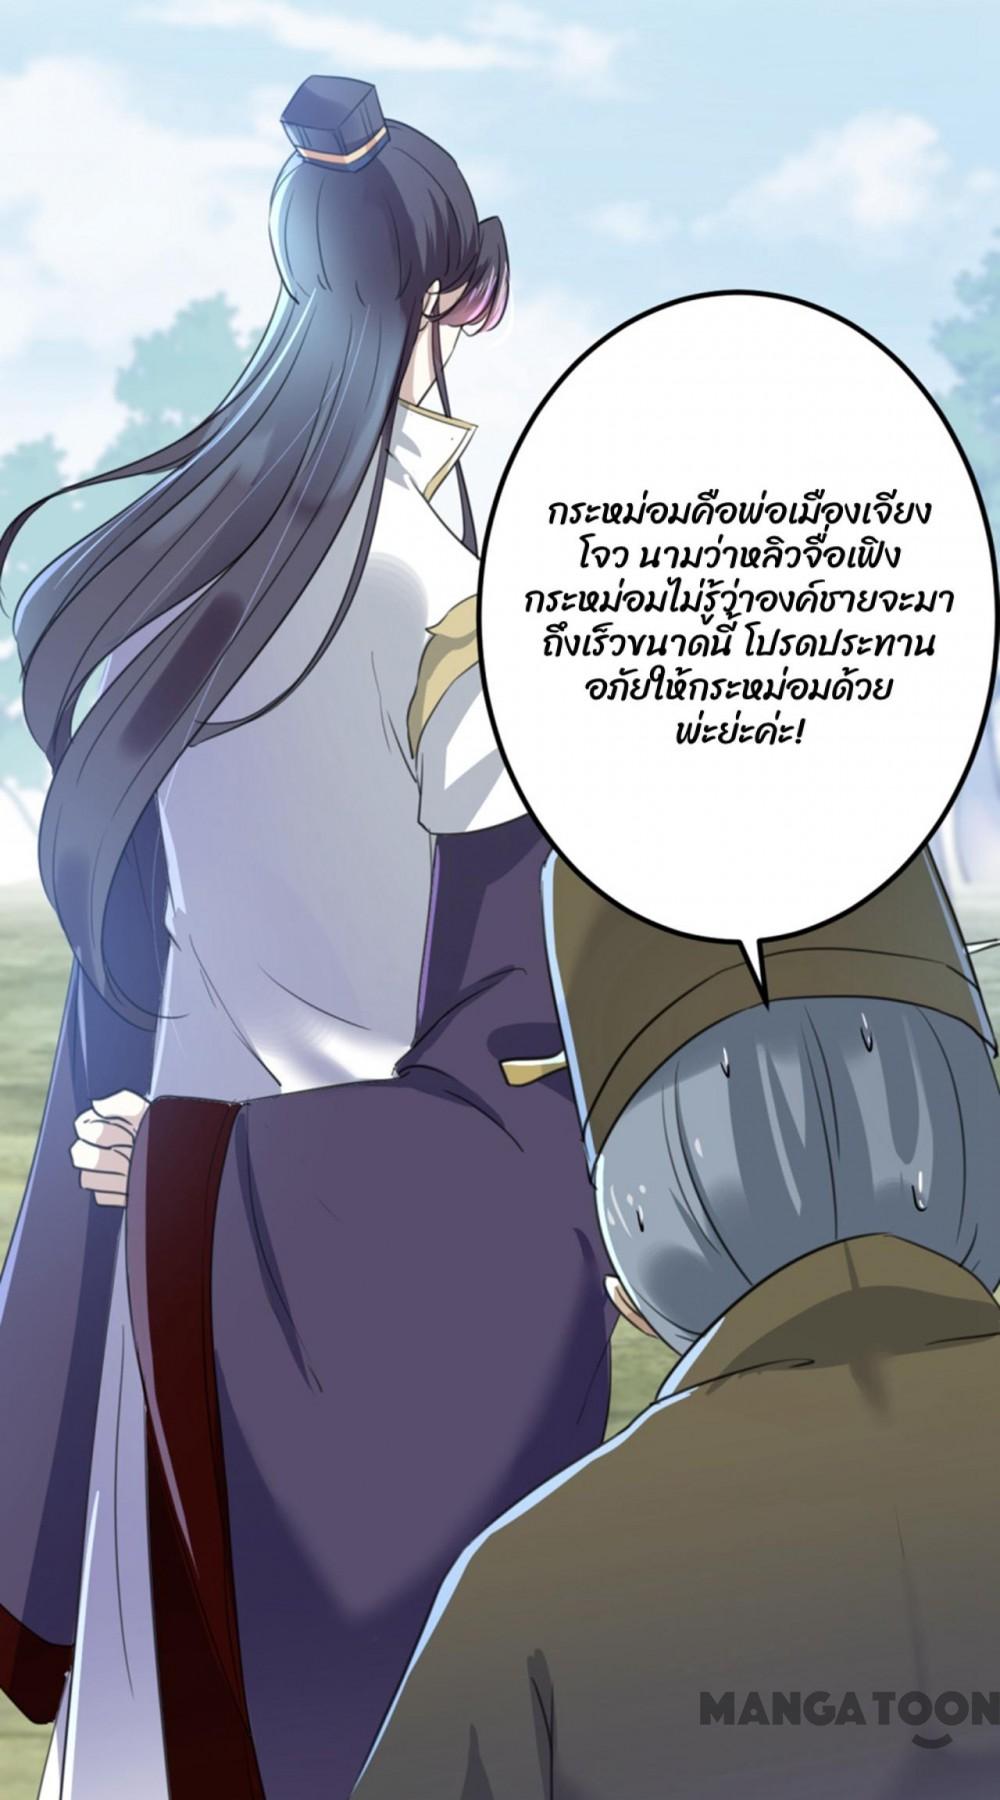 กระหม่อมคือพ่อเมืองเจียง
โจว นามว่าหลิวจื่อเฟิง
กระหม่อมไม่รู้ว่าองค์ชายจะมา
ถึงเร็วขนาดนี้ โปรดประทาน
อภัยให้กระหม่อมด้วย
พ่ะย่ะค่ะ!
MANGATOON